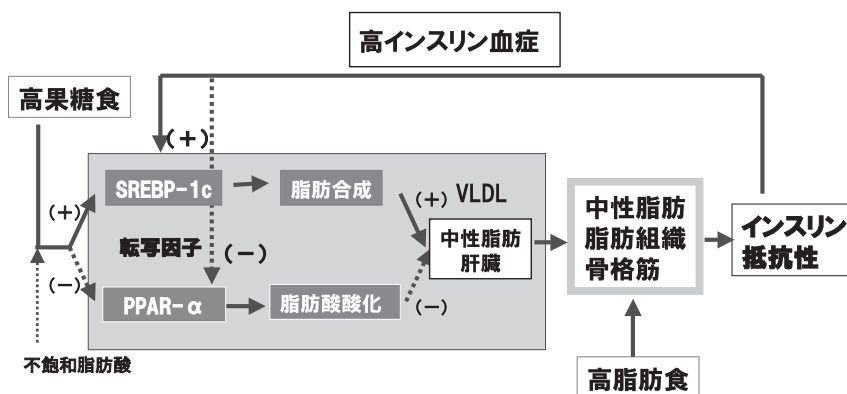 高インスリン血症
高果糖食
(+)
SREBP-1c
脂肪合成
(+)
VLDL
(+)
転写因子
(-)
中性脂肪
肝臓
中性脂肪
脂肪組織
骨格筋
インスリン
抵抗性
(-)
PPAR-α
脂肪酸酸化
(-)
不飽和脂肪酸
高脂肪食